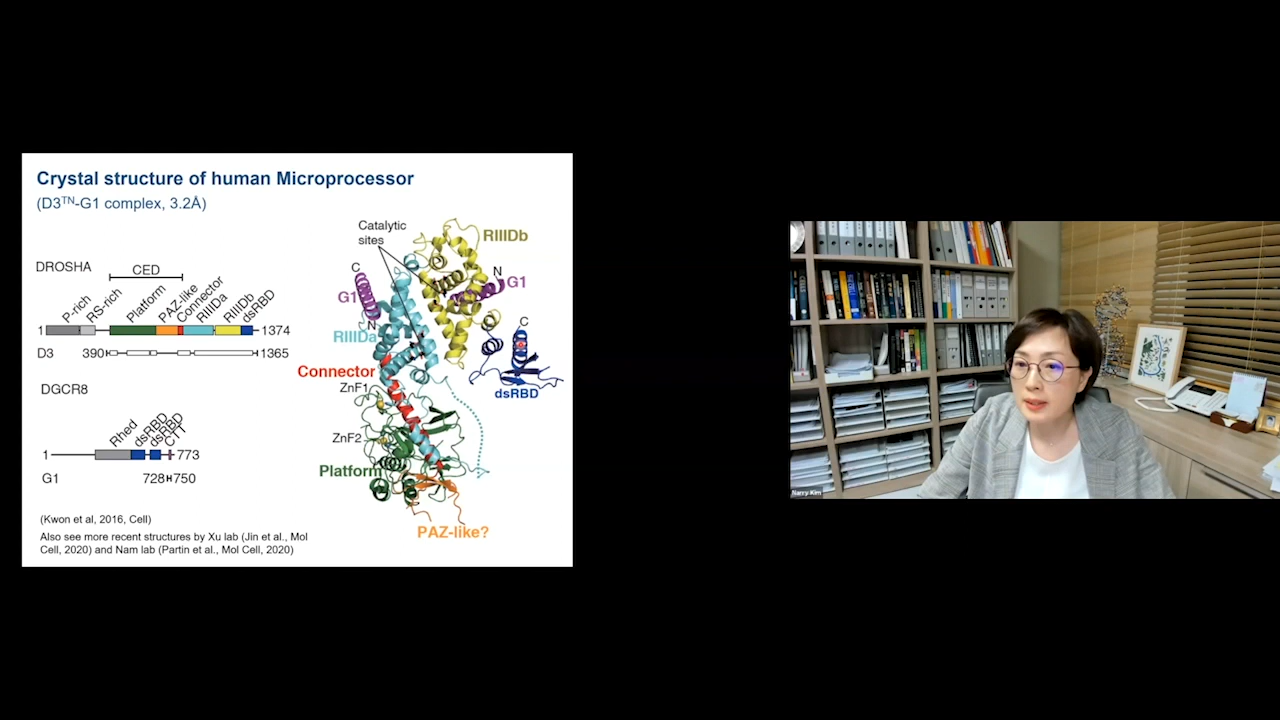 Crystal structure of human Microprocessor
(D3TN-G1 complex, 3.2Å)
DROSHA
CED
P-rich
RS-rich
Platform
PAZ-like
Connector
RIIIDa
RIIIDb
dsRBD
1
1374
D3
390
1365
DGCR8
Rhed
dsRBD
dsRBD
CTT
1
773
G1
728
750
Catalytic
sites
RIIIDb
C
G1
N
RIIIDa
N
G1
Connector
ZnF1
ZnF2
Platform
PAZ-like?
C
dsRBD
(Kwon et al, 2016, Cell)
Also see more recent structures by Xu lab (Jin et al., Mol
Cell, 2020) and Nam lab (Partin et al., Mol Cell, 2020)
Narry Kim